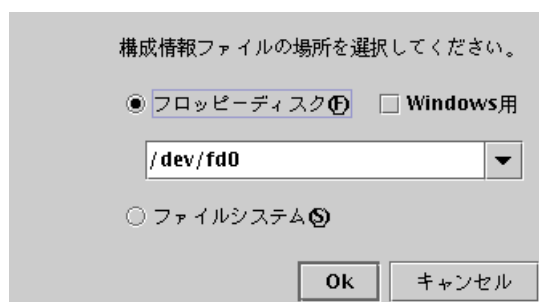 構成情報ファイルの場所を選択してください。
フロッピーディスク(F) Windows用
/dev/fd0
ファイルシステム(S)
Ok キャンセル